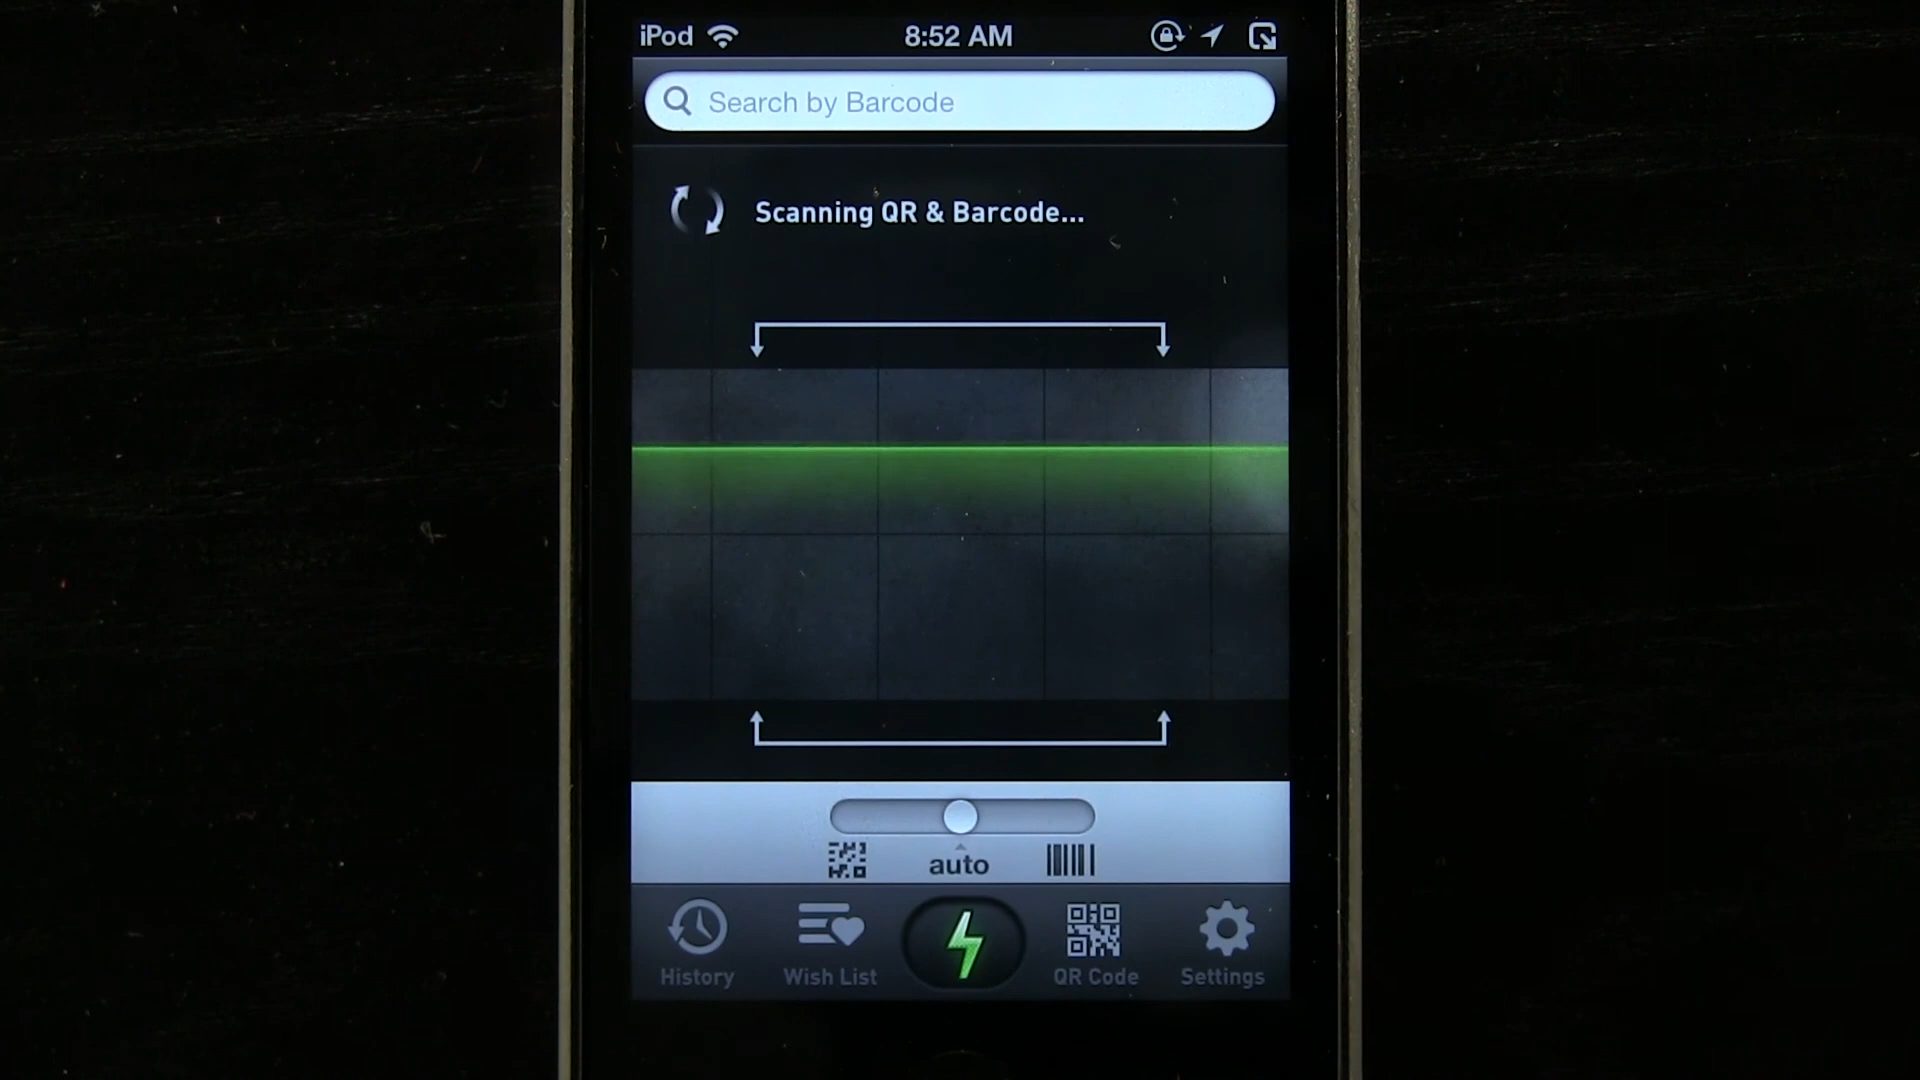 iPod 8:52 AM
Search by Barcode
Scanning QR & Barcode...
auto
History Wish List QR Code Settings